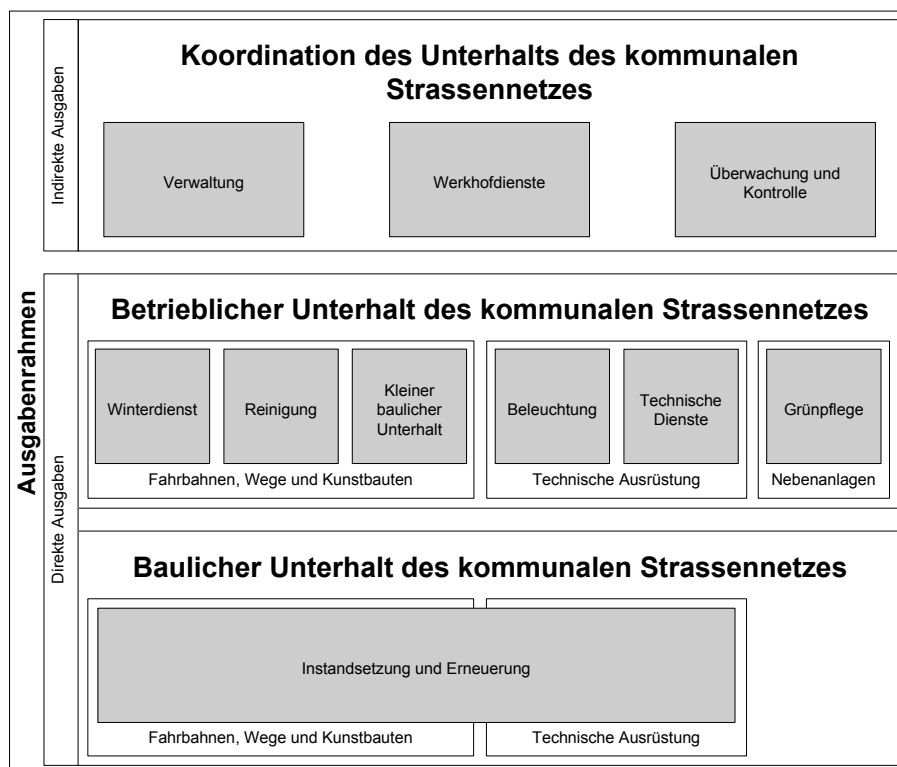 Ausgabenrahmen
Indirekte Ausgaben
Koordination des Unterhalts des kommunalen
Strassennetzes
Verwaltung
Werkhofdienste
Überwachung und
Kontrolle
Direkte Ausgaben
Betrieblicher Unterhalt des kommunalen Strassennetzes
Winterdienst
Reinigung
Kleiner
baulicher
Unterhalt
Fahrbahnen, Wege und Kunstbauten
Beleuchtung
Technische
Dienste
Technische Ausrüstung
Grünpflege
Nebenanlagen
Baulicher Unterhalt des kommunalen Strassennetzes
Instandsetzung und Erneuerung
Fahrbahnen, Wege und Kunstbauten
Technische Ausrüstung